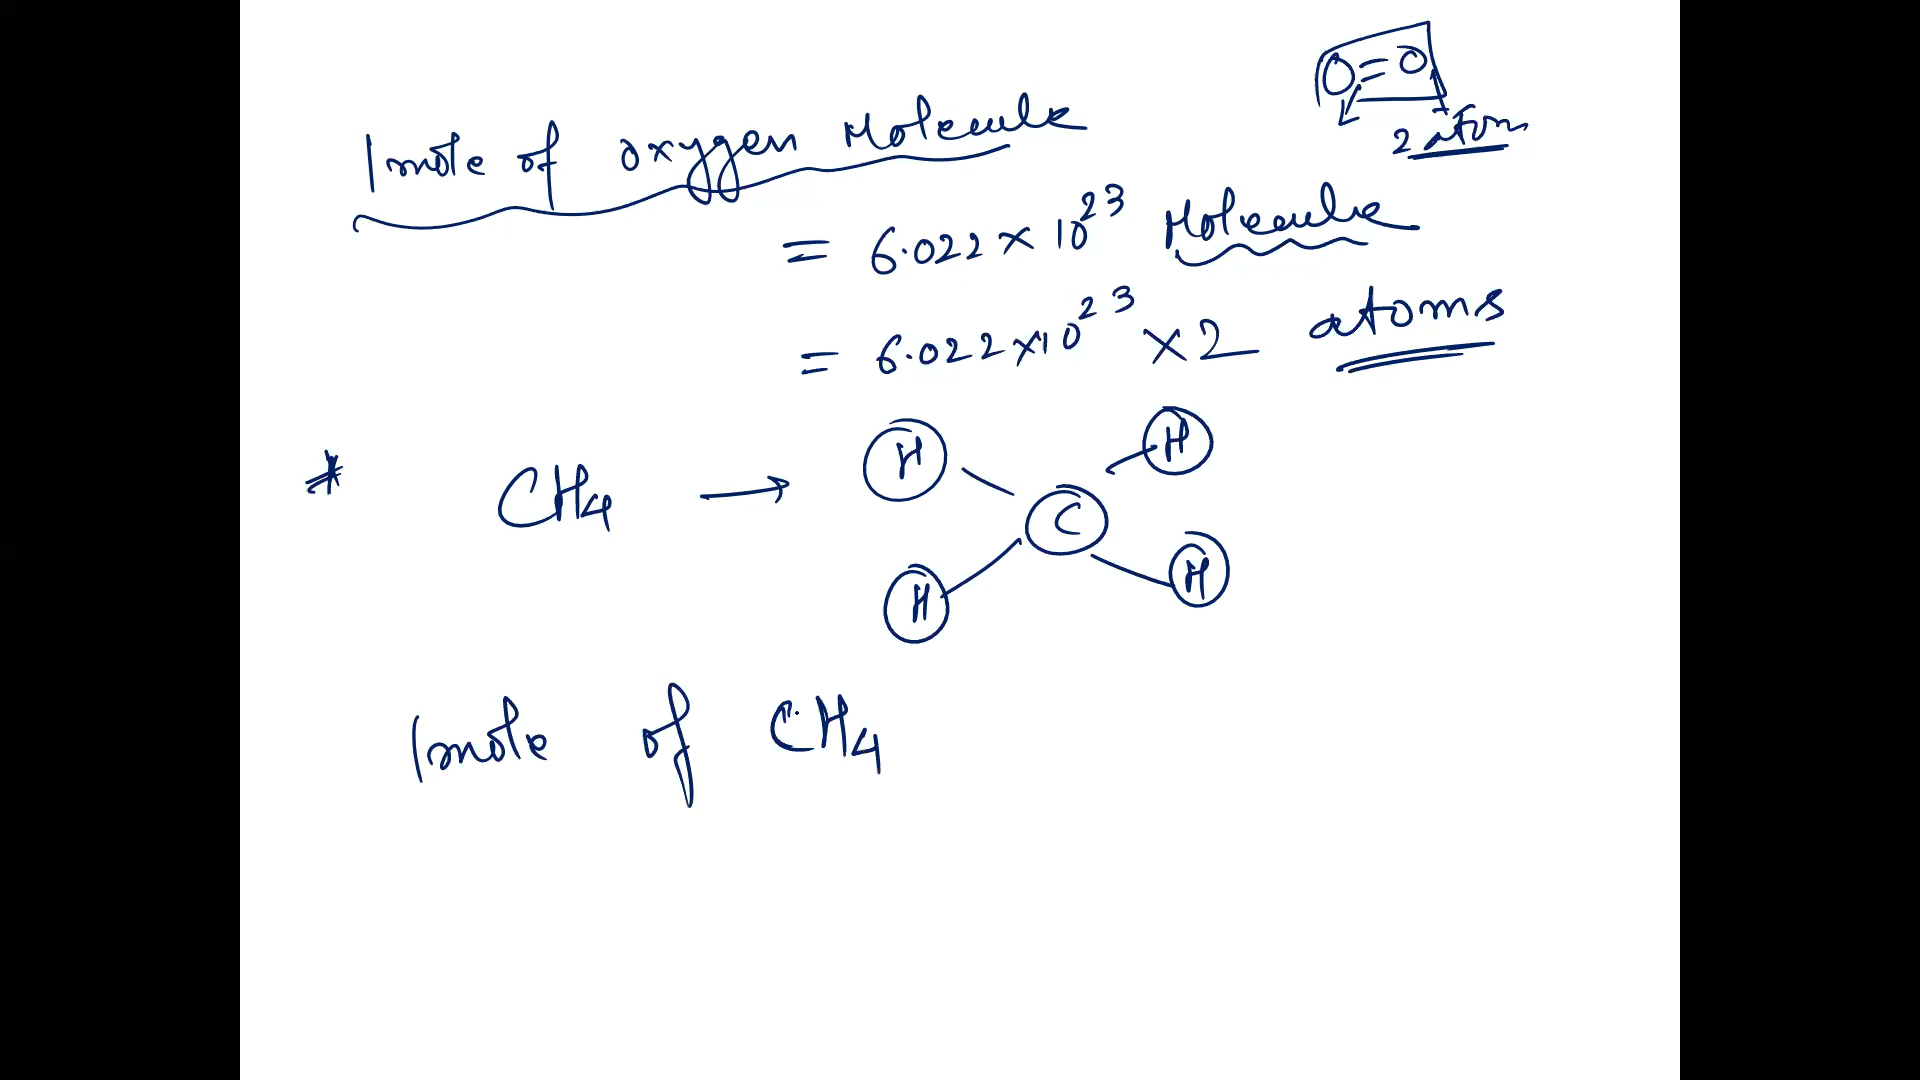 O=O
2 atom
1 mole of oxygen Molecule
= 6.022 × 10²³ Molecule
= 6.022 × 10²³ × 2 atoms
* CH₄ → H H C H H
1 mole of CH₄